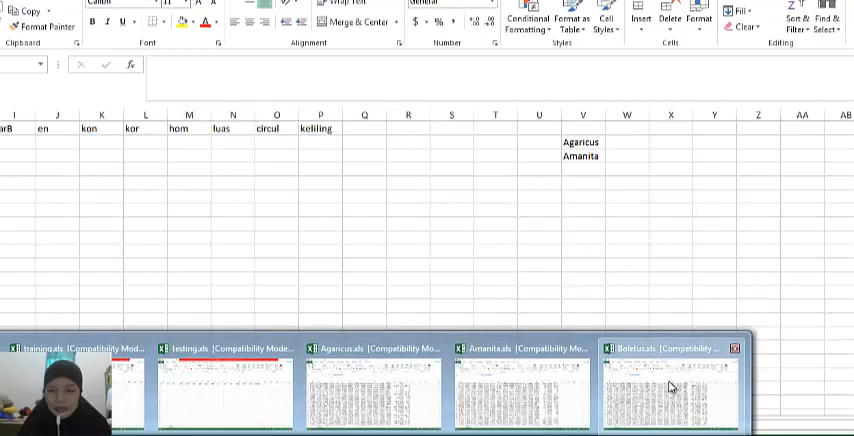 Copy
Calibri 11 A A
Wrap Text
General
Format Painter
B I U
A
Merge & Center
$ % ,
Conditional Formatting
Format as Table
Cell Styles
Insert Delete Format
Fill
Clear
Sort & Filter
Find & Select
Clipboard Font Alignment Number Styles Cells Editing
fx
I J K L M N O P Q R S T U V W X Y Z AA AB
arB en kon kor hom luas circul keliling
Agaricus
Amanita
training.xls [Compatibility Mod...
testing.xls [Compatibility Mode...
Agaricus.xls [Compatibility Mo...
Amanita.xls [Compatibility Mo...
Boletus.xls [Compatibility ...